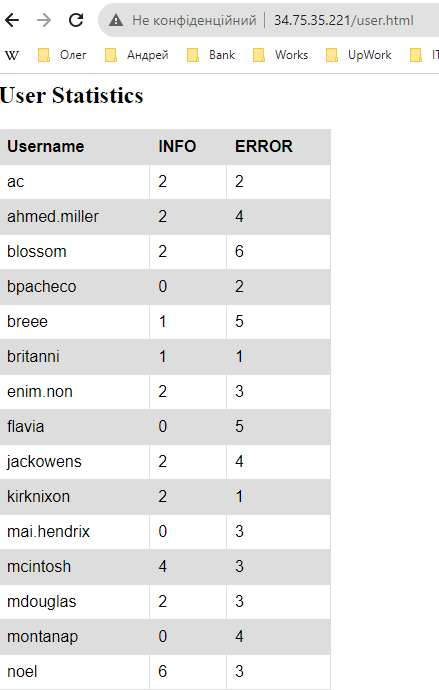 Не конфіденційний 34.75.35.221/user.html
W Олег Андрей Bank Works UpWork IT
User Statistics
Username INFO ERROR
ac 2 2
ahmed.miller 2 4
blossom 2 6
bpacheco 0 2
breee 1 5
britanni 1 1
enim.non 2 3
flavia 0 5
jackowens 2 4
kirknixon 2 1
mai.hendrix 0 3
mcintosh 4 3
mdouglas 2 3
montanap 0 4
noel 6 3